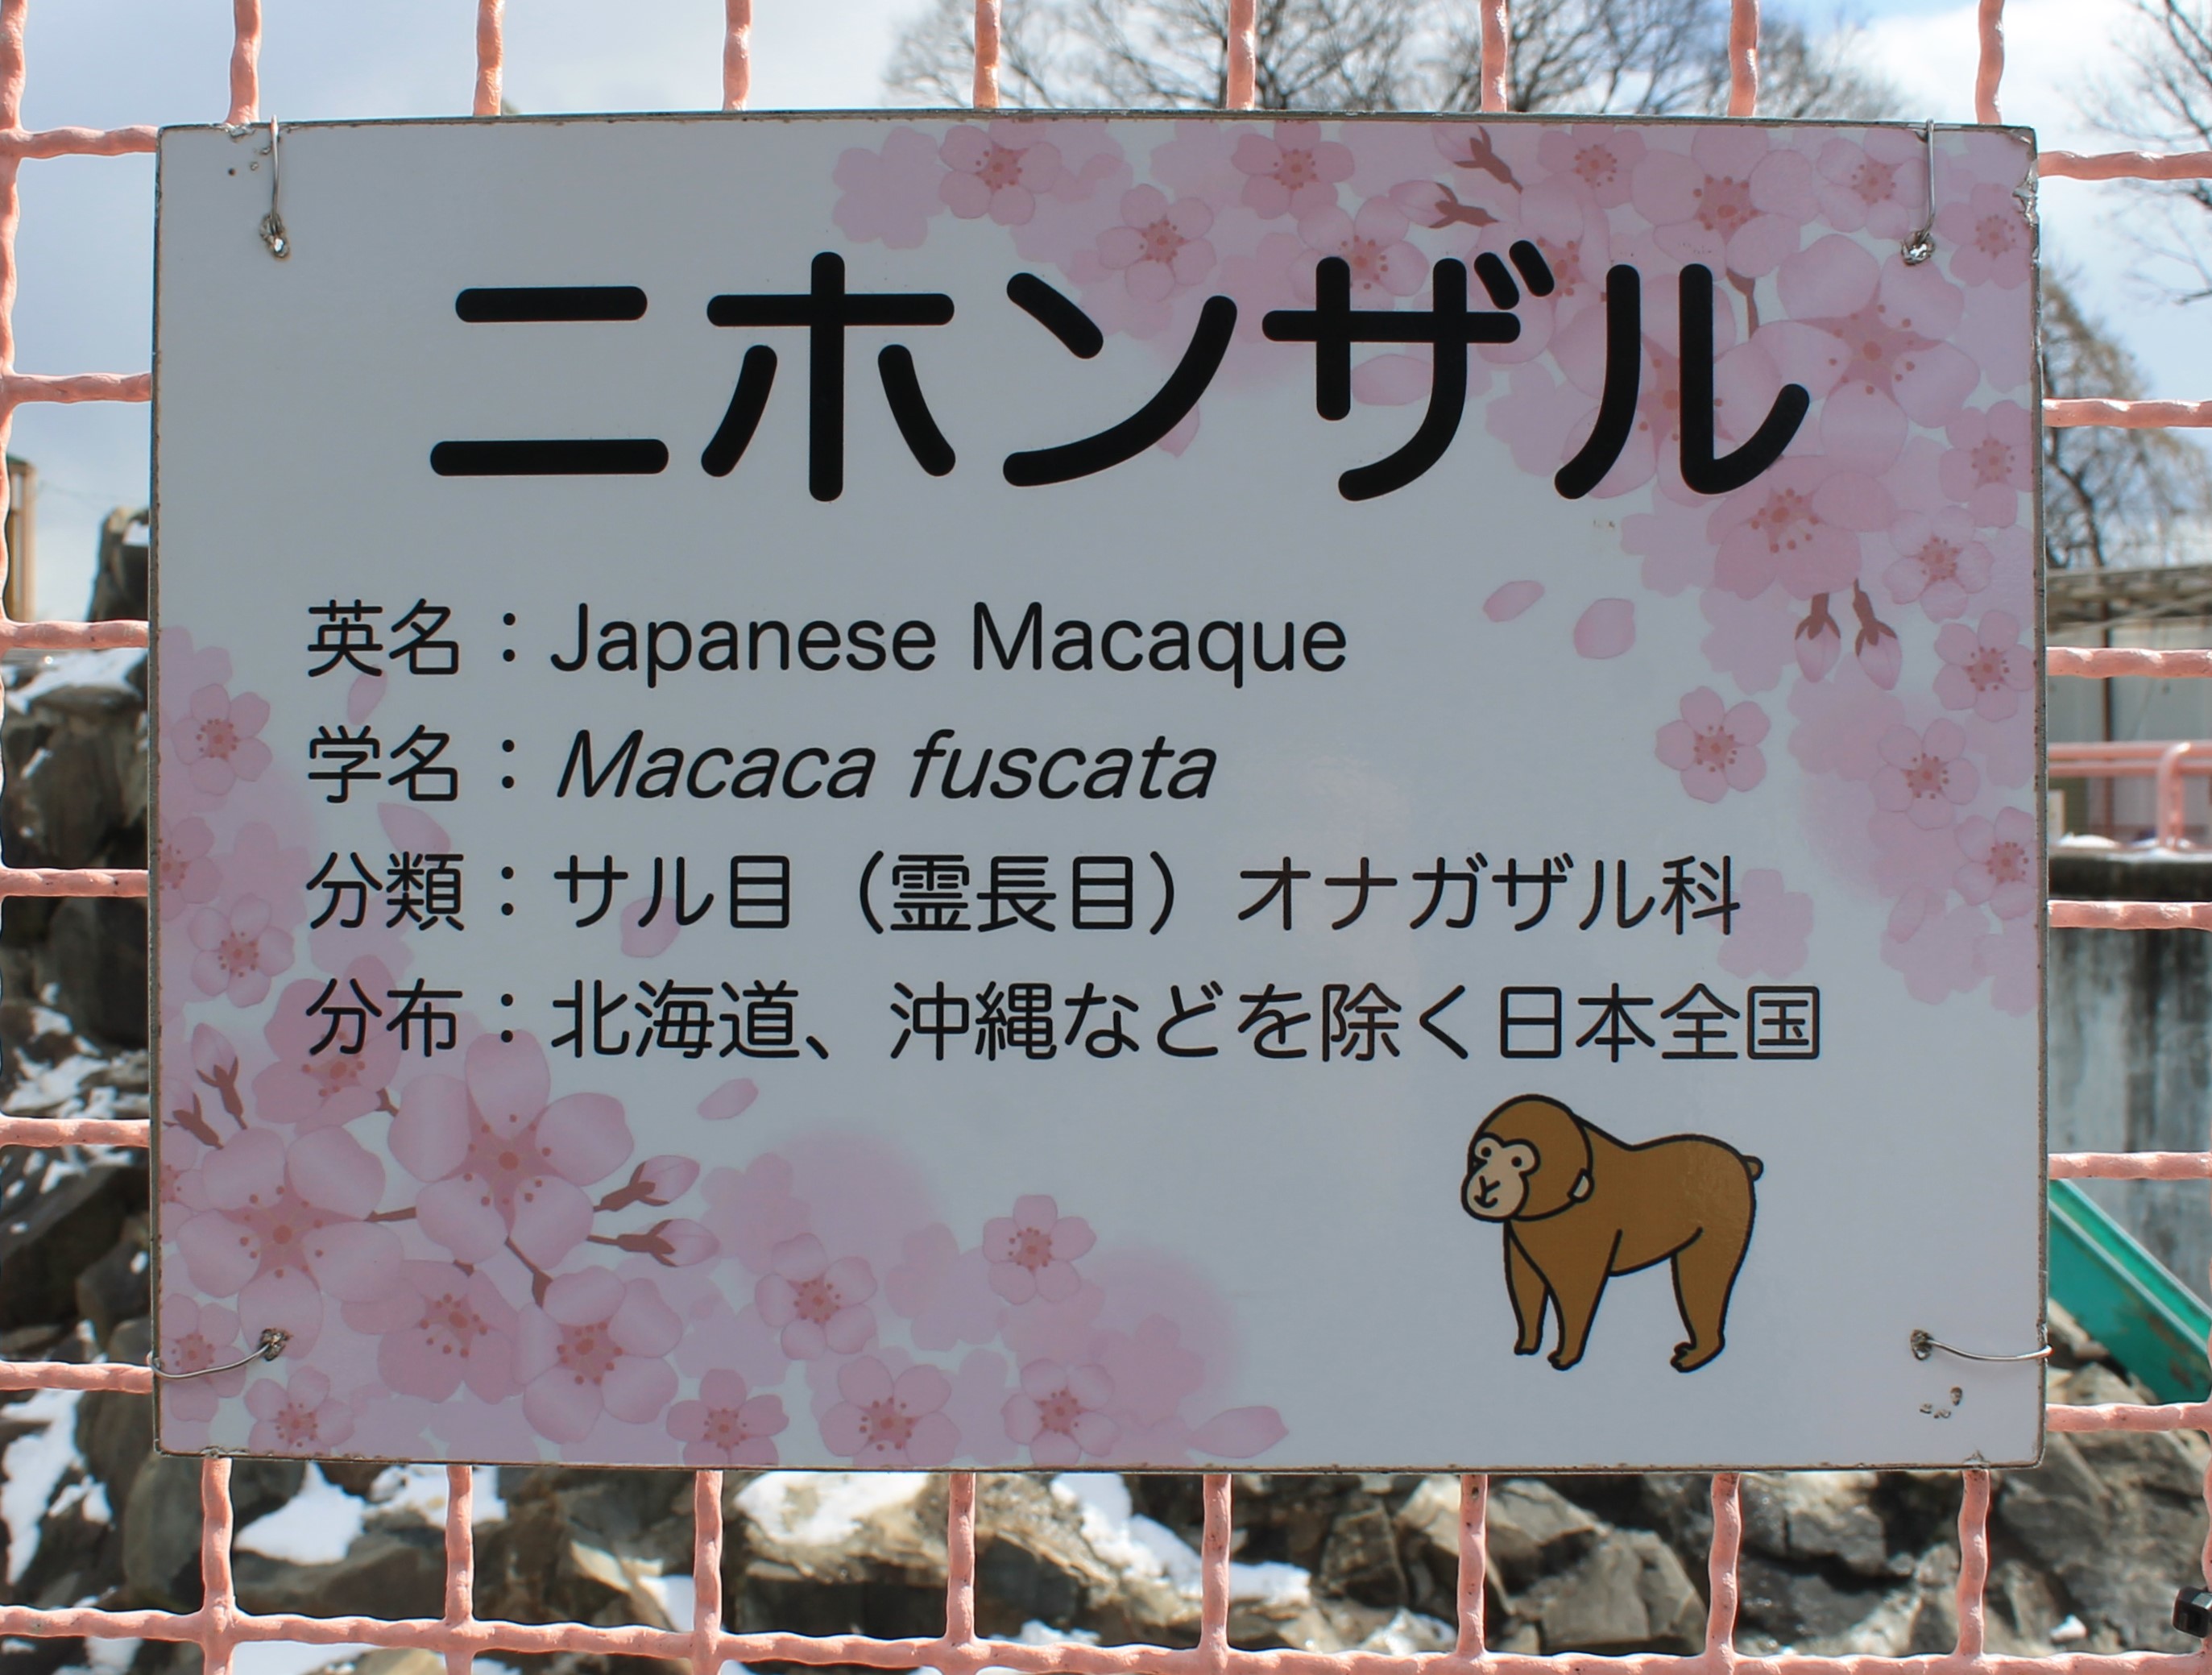 ニホンザル
英名：Japanese Macaque
学名：Macaca fuscata
分類：サル目（霊長目）オナガザル科
分布：北海道、沖縄などを除く日本全国